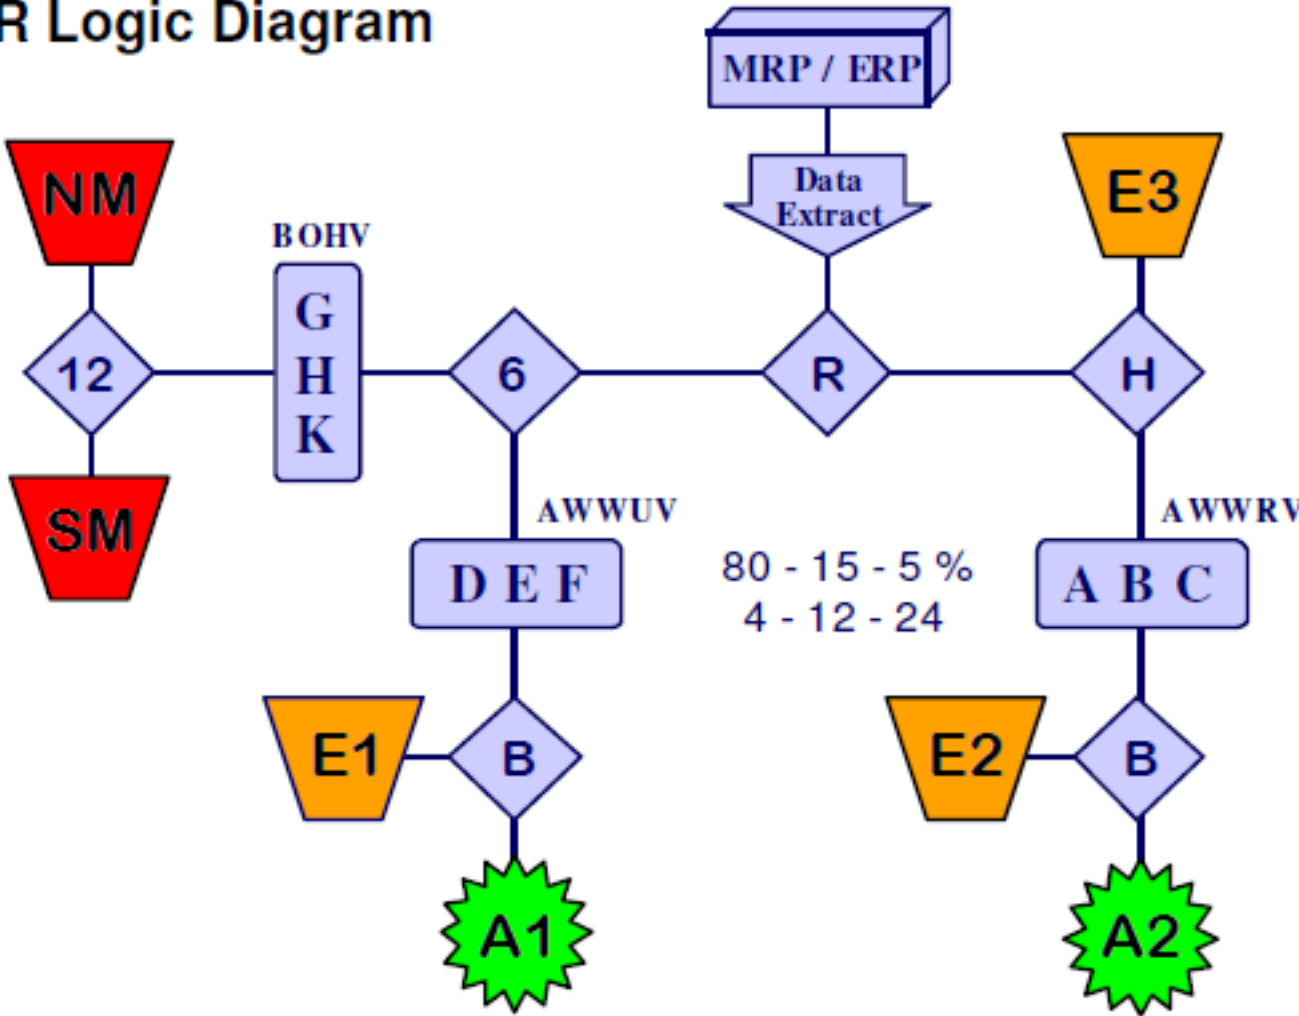 R Logic Diagram
MRP / ERP
Data
Extract
NM
E3
BOHV
G
H
K
12
6
R
H
SM
AWWUV
AWWRV
D E F
80 - 15 - 5 %
4 - 12 - 24
A B C
E1
B
E2
B
A1
A2